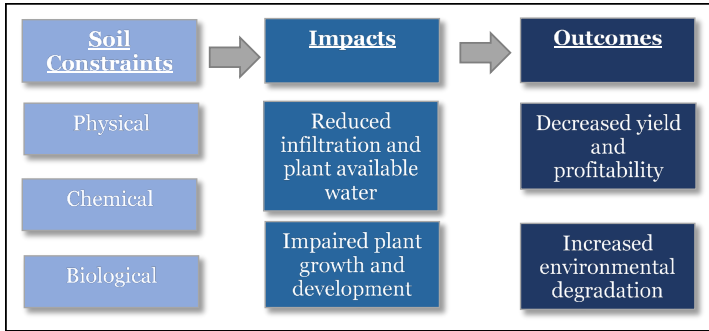 Soil
Constraints
Impacts
Outcomes
Physical
Chemical
Biological
Reduced
infiltration and
plant available
water
Impaired plant
growth and
development
Decreased yield
and
profitability
Increased
environmental
degradation